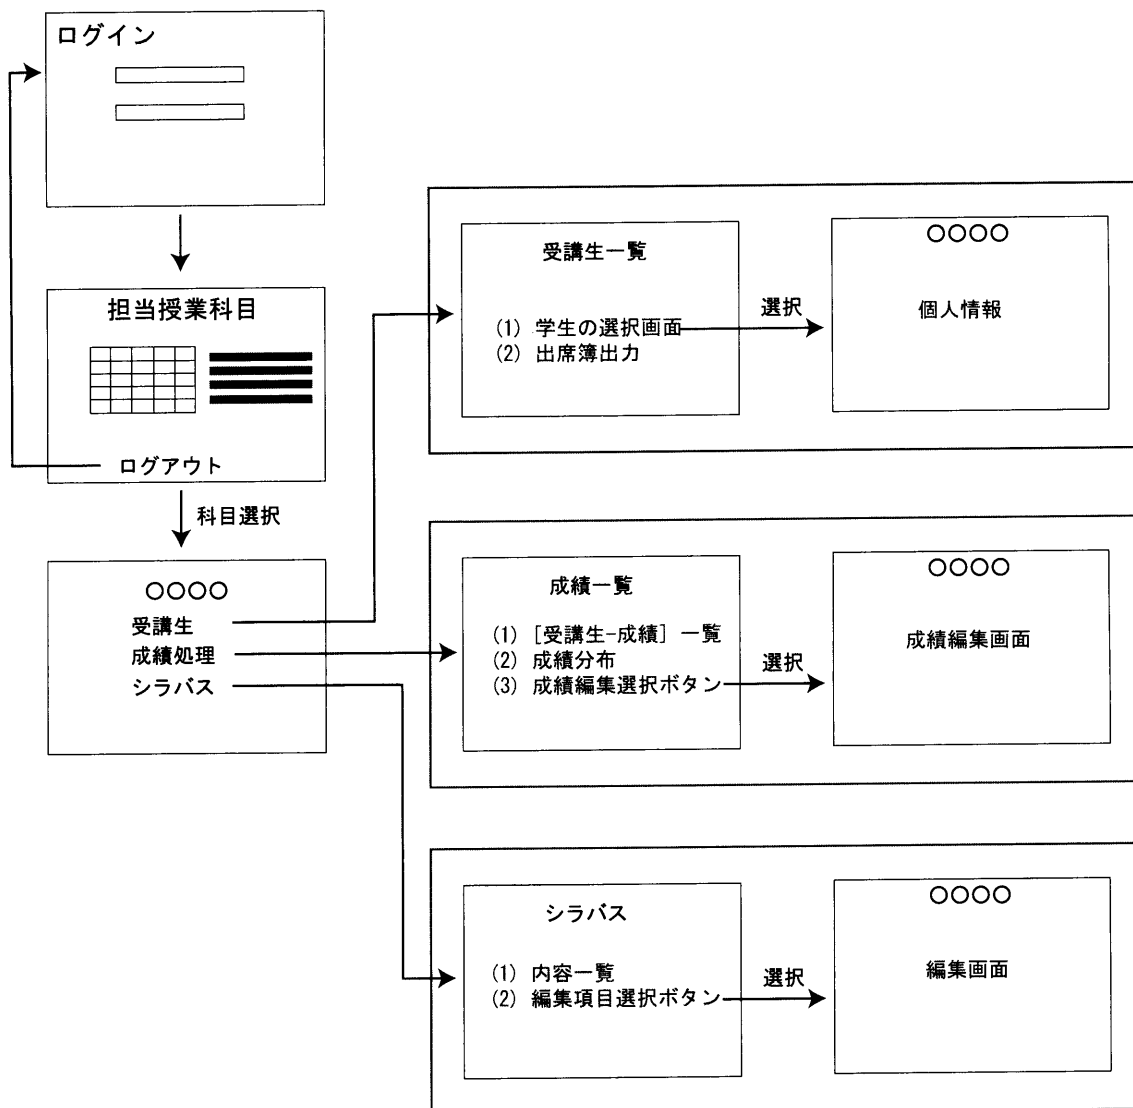 ログイン
担当授業科目
ログアウト
科目選択
○○○○
受講生
成績処理
シラバス
受講生一覧
(1) 学生の選択画面
(2) 出席簿出力
選択
○○○○
個人情報
成績一覧
(1) [受講生-成績] 一覧
(2) 成績分布
(3) 成績編集選択ボタン
選択
○○○○
成績編集画面
シラバス
(1) 内容一覧
(2) 編集項目選択ボタン
選択
○○○○
編集画面